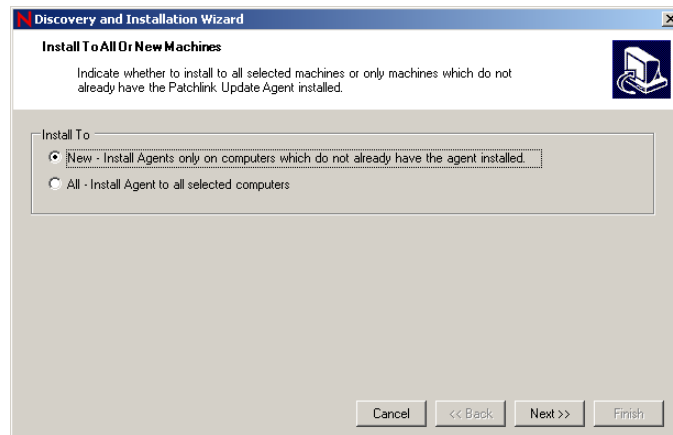 Discovery and Installation Wizard
Install To All Or New Machines
Indicate whether to install to all selected machines or only machines which do not
already have the Patchlink Update Agent installed.
Install To
New - Install Agents only on computers which do not already have the agent installed.
All - Install Agent to all selected computers
Cancel
<< Back
Next >>
Finish